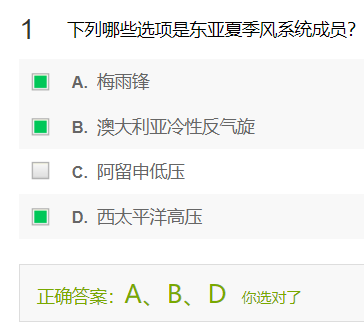 1 下列哪些选项是东亚夏季风系统成员?
A. 梅雨锋
B. 澳大利亚冷性反气旋
C. 阿留申低压
D. 西太平洋高压
正确答案：A、B、D 你选对了